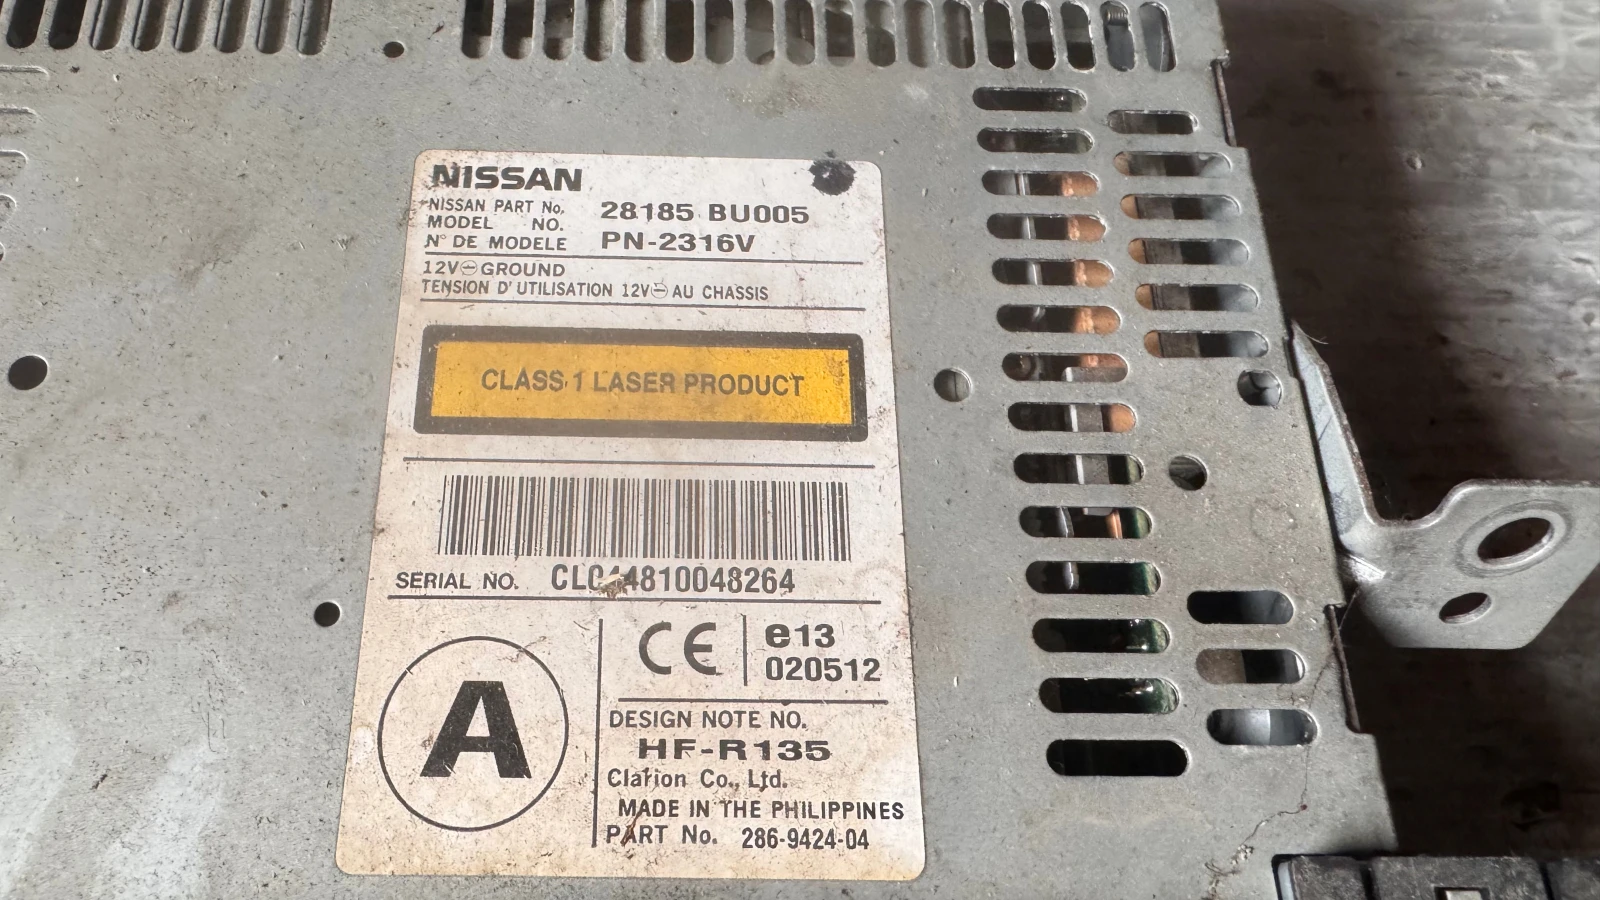 NISSAN
NISSAN PART No. 28185 BU005
MODEL NO.
N° DE MODELE PN-2316V
12V GROUND
TENSION D'UTILISATION 12V AU CHASSIS
CLASS 1 LASER PRODUCT
SERIAL NO.
CE
e13
020512
A
DESIGN NOTE NO.
HF-R135
Clarion Co., Ltd.
MADE IN THE PHILIPPINES
PART No. 286-9424-04